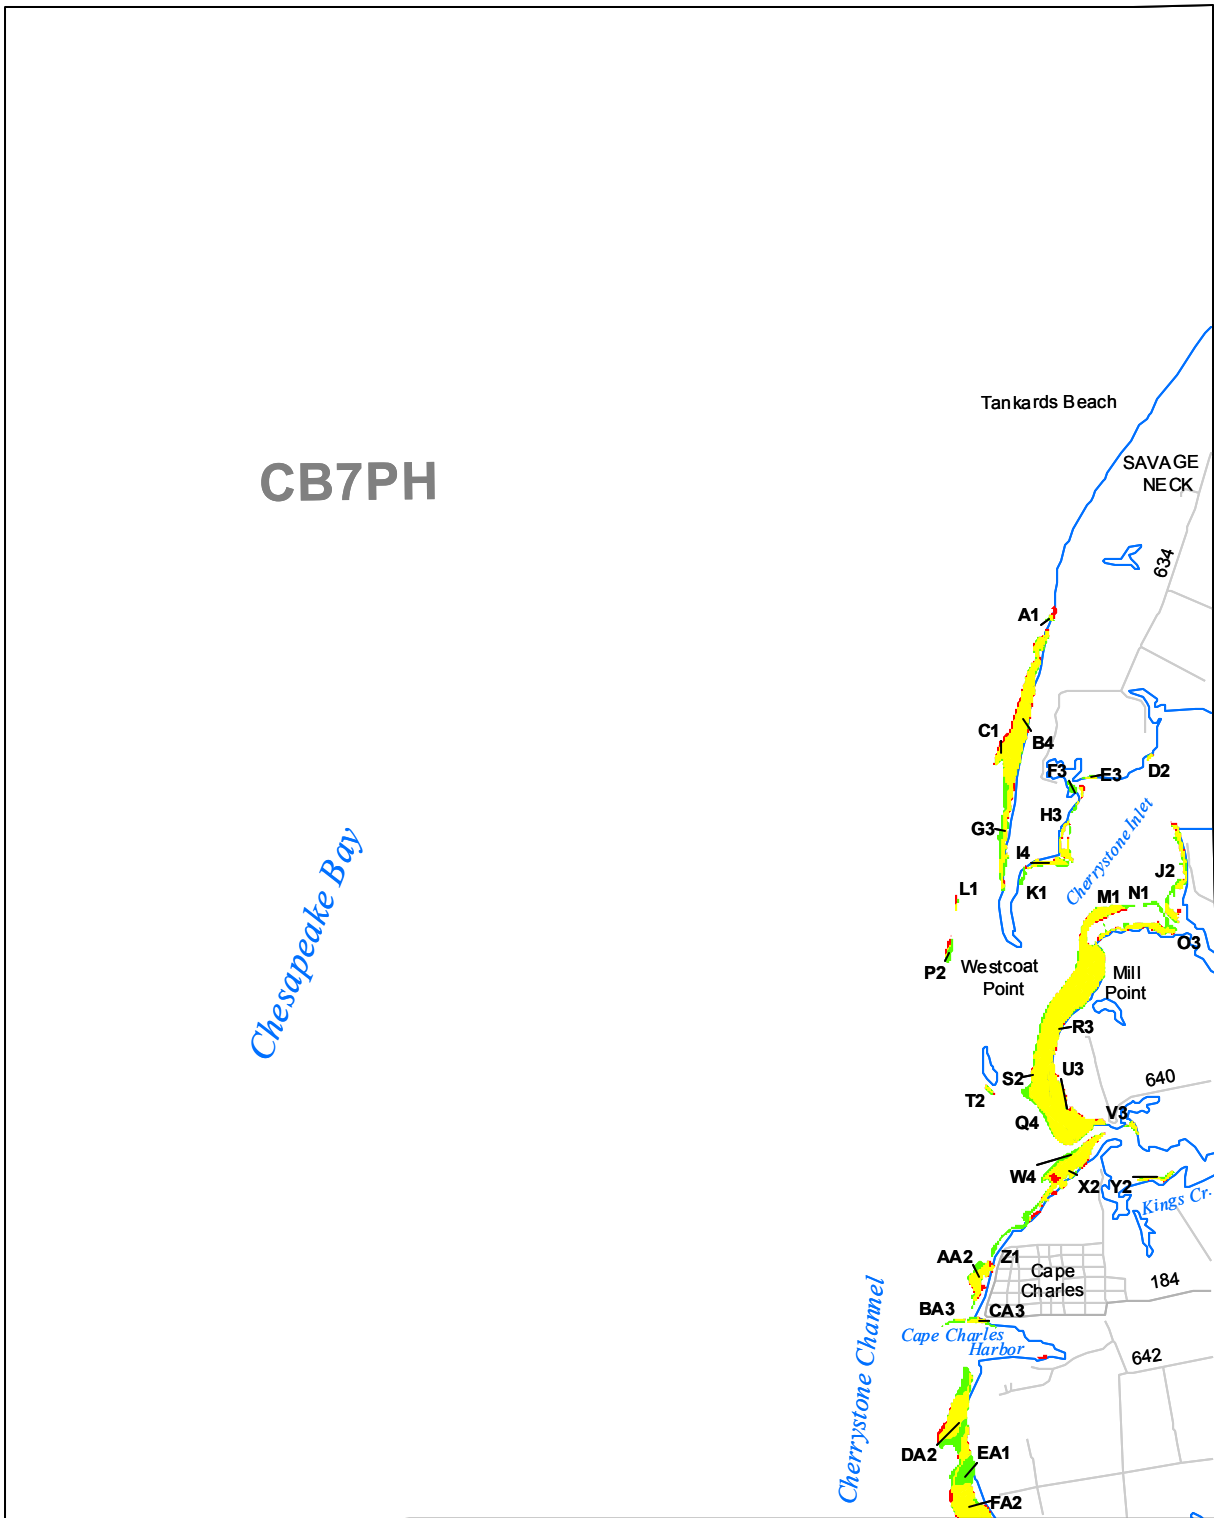 Tankards Beach
SAVAGE
NECK
CB7PH
634
A1
C1
B4
F3
E3
D2
H3
G3
Cherrystone Inlet
I4
J2
L1
K1
M1
N1
O3
P2
Westcoat
Point
Mill
Point
Chesapeake Bay
R3
U3
S2
640
T2
V3
Q4
W4
X2
Y2
Kings Cr.
AA2
Z1
Cape
Charles
184
BA3
CA3
Cape Charles
Harbor
642
Cherrystone Channel
DA2
EA1
FA2